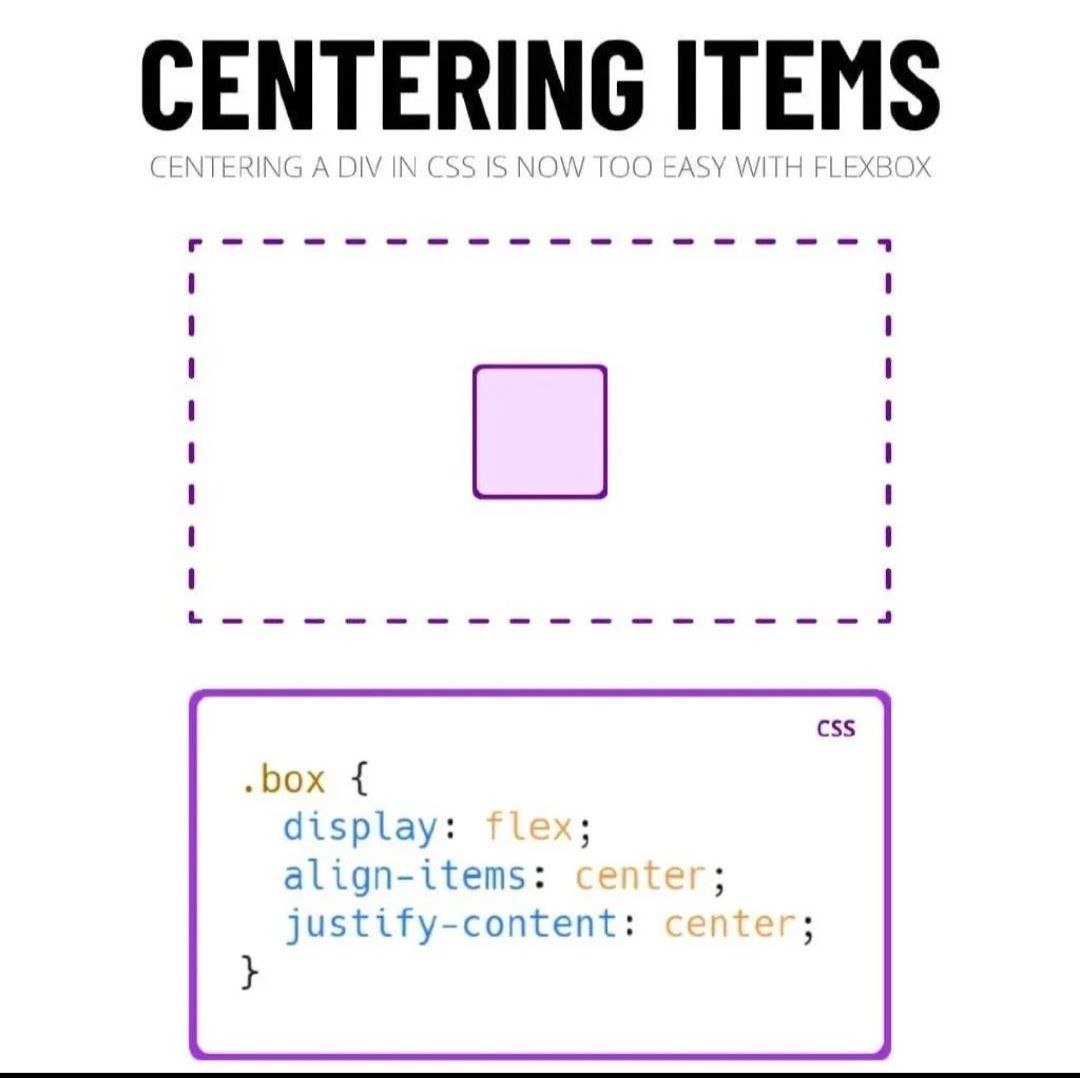 CENTERING ITEMS
CENTERING A DIV IN CSS IS NOW TOO EASY WITH FLEXBOX
CSS
.box {
  display: flex;
  align-items: center;
  justify-content: center;
}